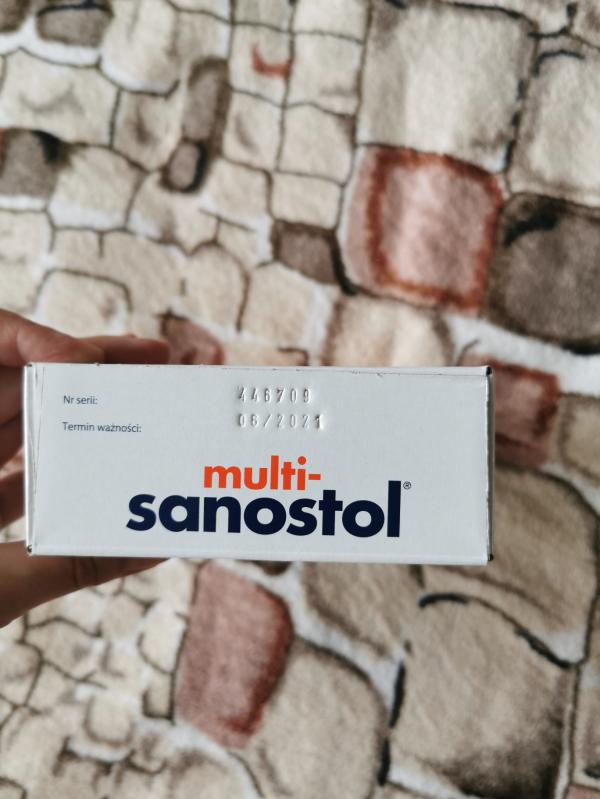 Nr serii: 446709
Termin ważności: 06/2021
multi-
sanostol®